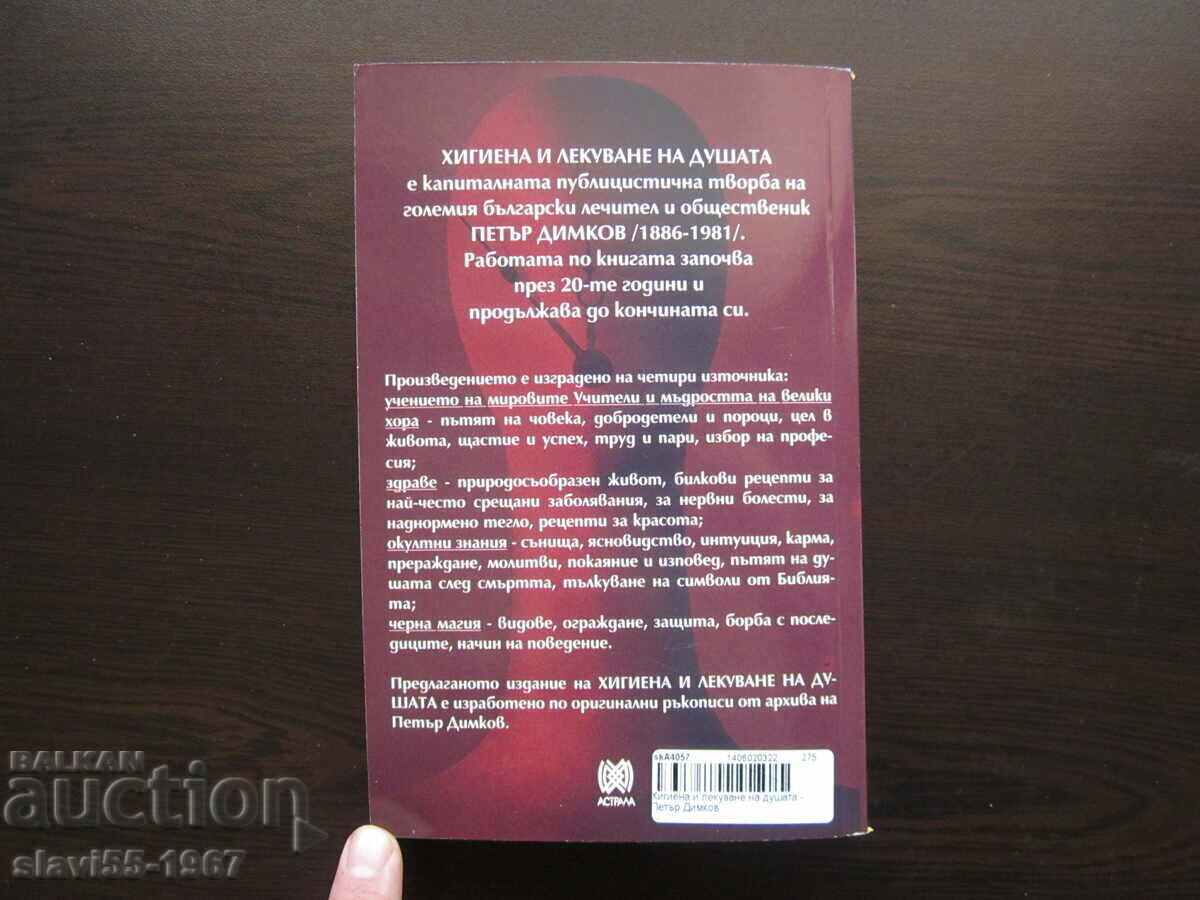 ХИГИЕНА И ЛЕКУВАНЕ НА ДУШАТА
е капиталната публицистична творба на
големия български лечител и общественик
ПЕТЪР ДИМКОВ /1886-1981/.
Работата по книгата започва
през 20-те години и
продължава до кончината си.
Произведението е изградено на четири източника:
учението на мировите Учители и мъдростта на велики
хора - пътят на човека, добродетели и пороци, цел в
живота, щастие и успех, труд и пари, избор на профе-
сия;
здраве - природосъобразен живот, билкови рецепти за
най-често срещани заболявания, за нервни болести, за
наднормено тегло, рецепти за красота;
окултни знания - сънища, ясновидство, интуиция, карма,
прераждане, молитви, покаяние и изповед, пътят на ду-
шата след смъртта, тълкуване на символи от Библия-
та;
черна магия - видове, ограждане, защита, борба с после-
диците, начин на поведение.
Предлаганото издание на ХИГИЕНА И ЛЕКУВАНЕ НА ДУ-
ШАТА е изработено по оригинални ръкописи от архива на
Петър Димков.
АСТРАЛА
skA4057 1406020322 275
Хигиена и лекуване на душата -
Петър Димков
BALKAN
auction
slavi55-1967